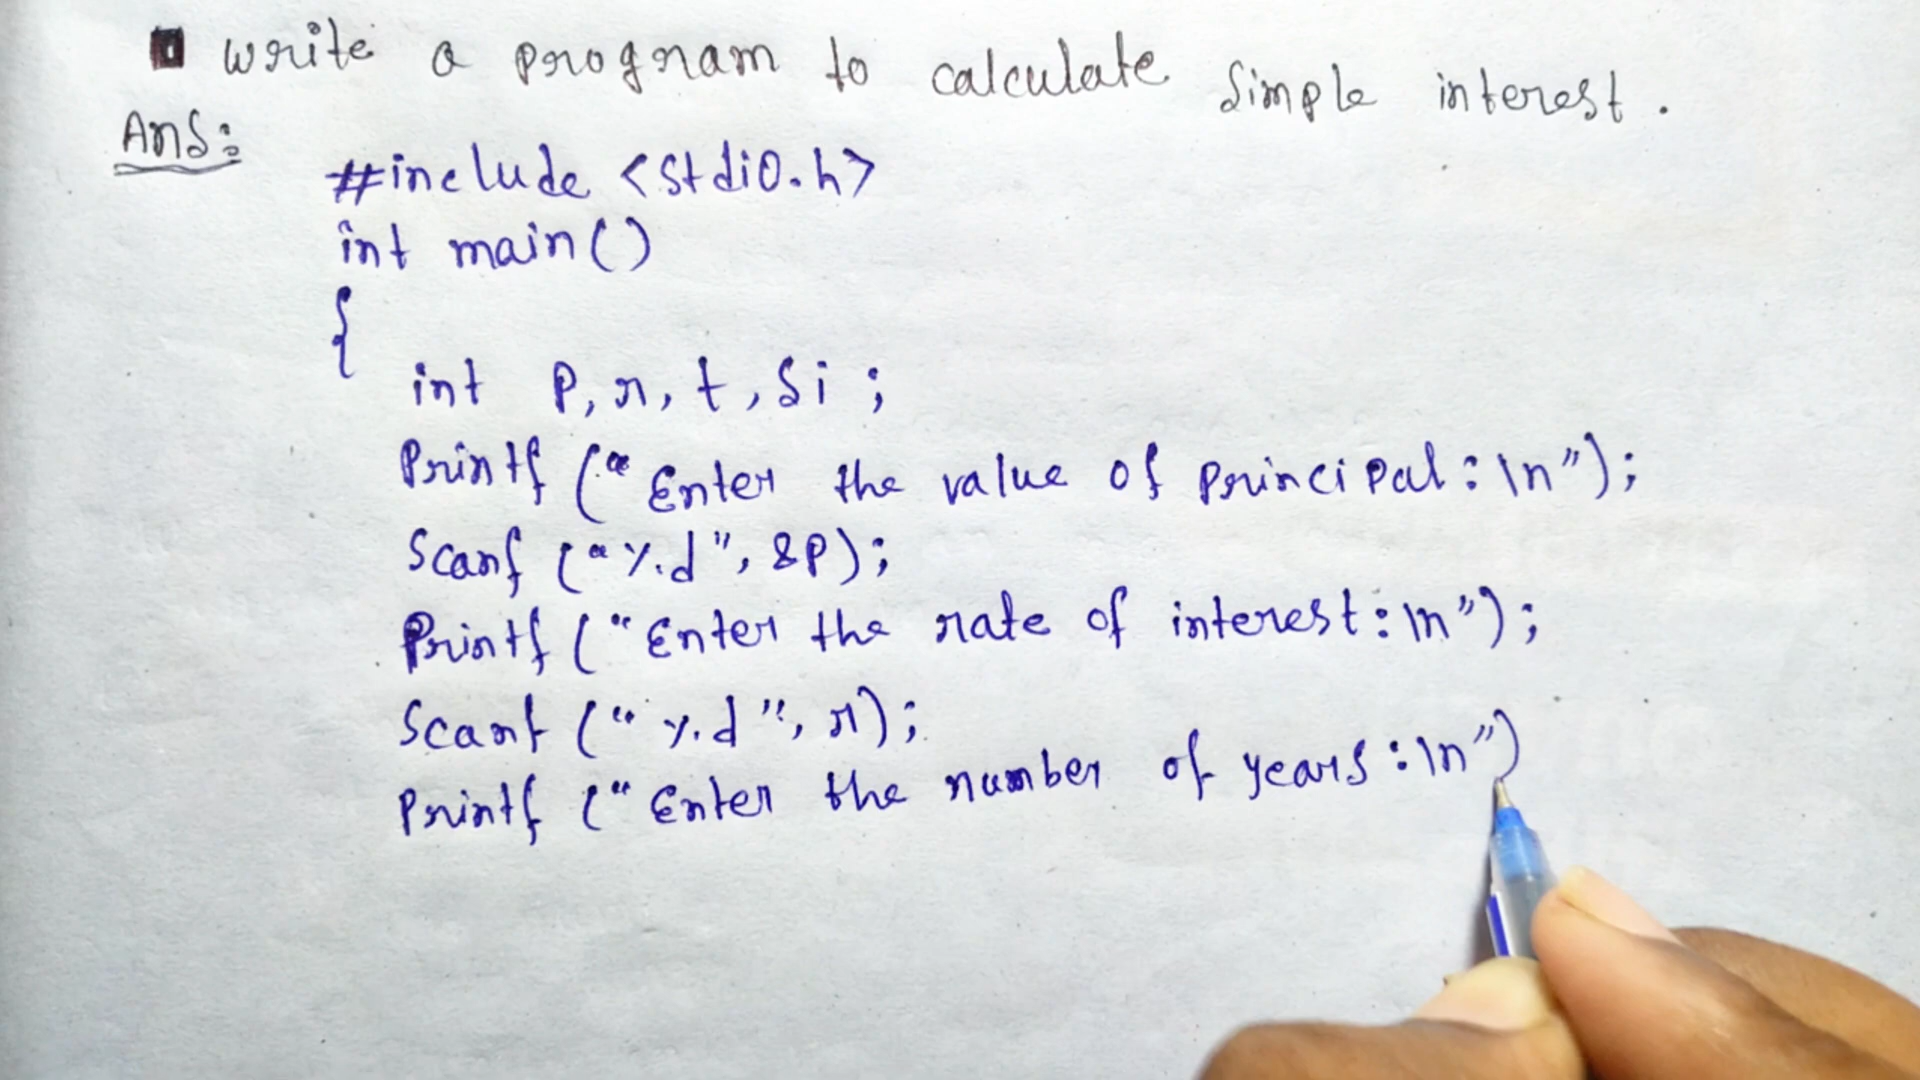 Write a program to calculate simple interest.
Ans:
#include <stdio.h>
int main()
{
int P, r, t, si ;
Printf ("Enter the value of principal : \n");
Scanf ("%d", &P);
Printf ("Enter the rate of interest : \n");
Scanf ("%d", r);
Printf ("Enter the number of years : \n")